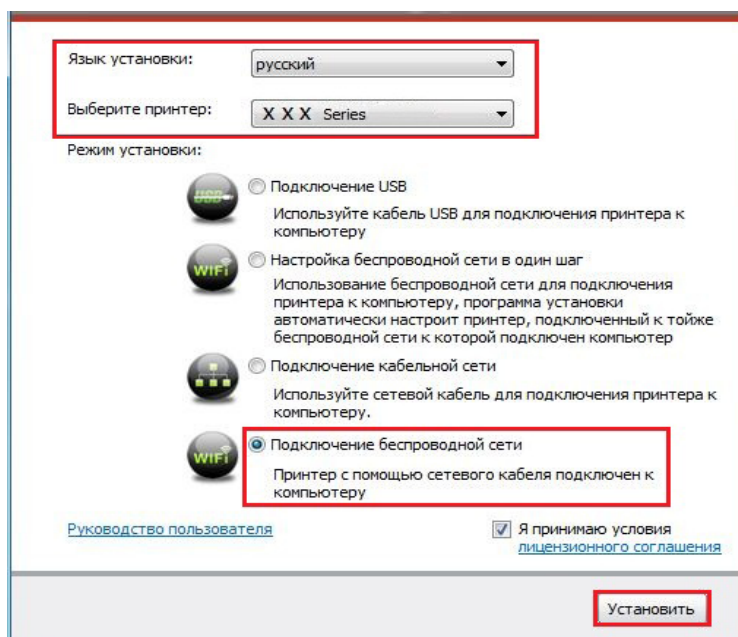 Язык установки: русский
Выберите принтер: X X X Series
Режим установки:
USB
Подключение USB
Используйте кабель USB для подключения принтера к
компьютеру
WiFi
Настройка беспроводной сети в один шаг
Использование беспроводной сети для подключения
принтера к компьютеру, программа установки
автоматически настроит принтер, подключенный к тойже
беспроводной сети к которой подключен компьютер
Подключение кабельной сети
Используйте сетевой кабель для подключения принтера к
компьютеру.
WiFi
Подключение беспроводной сети
Принтер с помощью сетевого кабеля подключен к
компьютеру
Руководство пользователя
Я принимаю условия
лицензионного соглашения
Установить